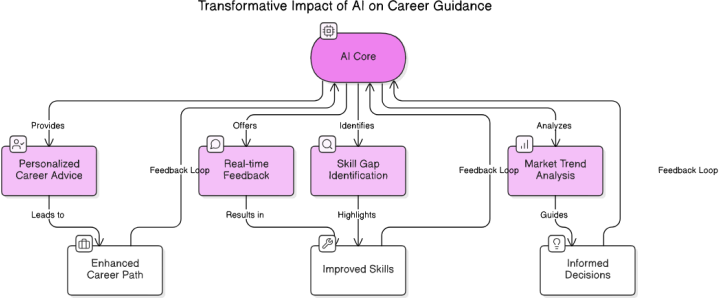 Transformative Impact of AI on Career Guidance
AI Core
Provides
Offers
Identifies
Analyzes
Personalized
Career Advice
Feedback Loop
Real-time
Feedback
Skill Gap
Identification
Feedback Loop
Market Trend
Analysis
Feedback Loop
Leads to
Results in
Highlights
Guides
Enhanced
Career Path
Improved Skills
Informed
Decisions